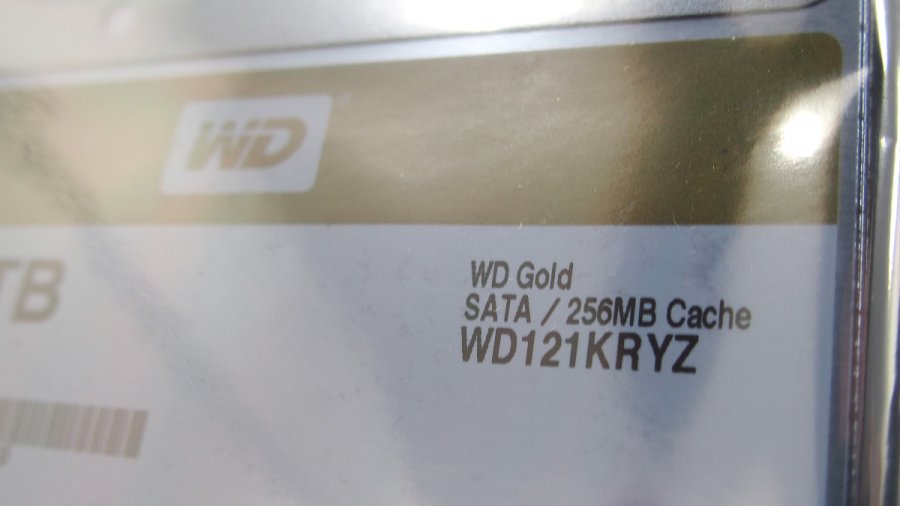 WD
TB
WD Gold
SATA / 256MB Cache
WD121KRYZ